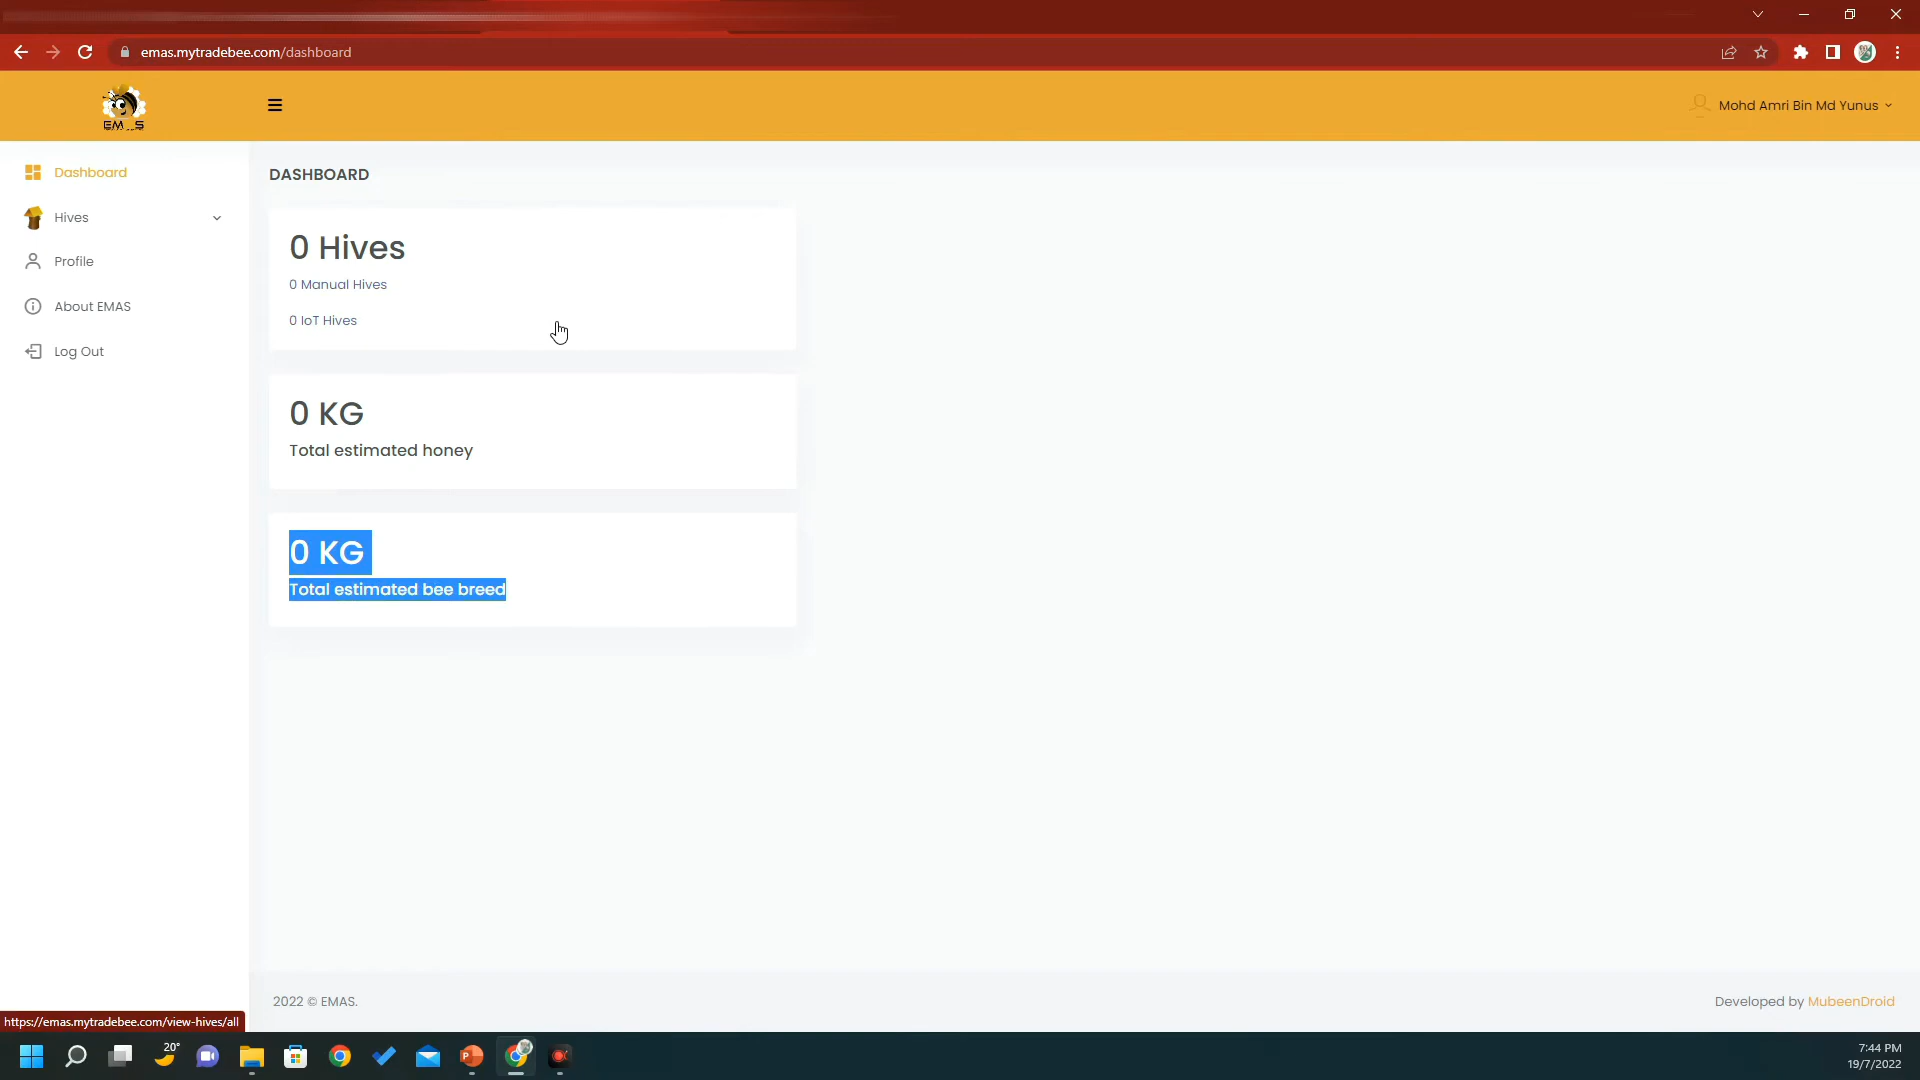 emas.mytradebee.com/dashboard
EMAS
Mohd Amri Bin Md Yunus
Dashboard
Hives
Profile
About EMAS
Log Out
DASHBOARD
0 Hives
0 Manual Hives
0 IoT Hives
0 KG
Total estimated honey
0 KG
Total estimated bee breed
2022 © EMAS.
Developed by MubeenDroid
https://emas.mytradebee.com/view-hives/all
20°
7:44 PM
19/7/2022